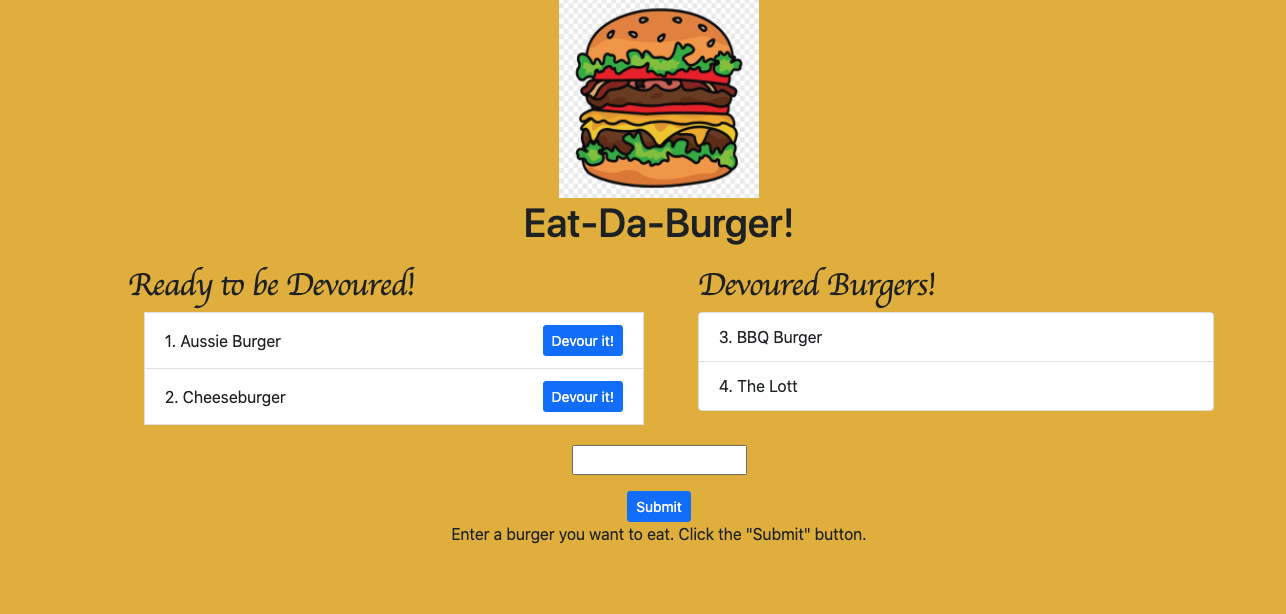 Eat-Da-Burger!
Ready to be Devoured!
1. Aussie Burger
Devour it!
2. Cheeseburger
Devour it!
Devoured Burgers!
3. BBQ Burger
4. The Lott
Submit
Enter a burger you want to eat. Click the "Submit" button.